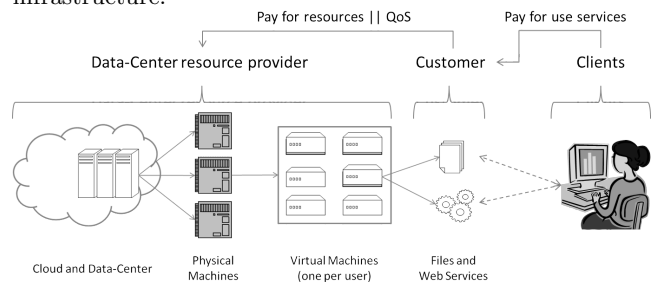 infrastructure.
Pay for resources || QoS
Pay for use services
Data-Center resource provider
Customer
Clients
Cloud and Data-Center
Physical
Machines
Virtual Machines
(one per user)
Files and
Web Services